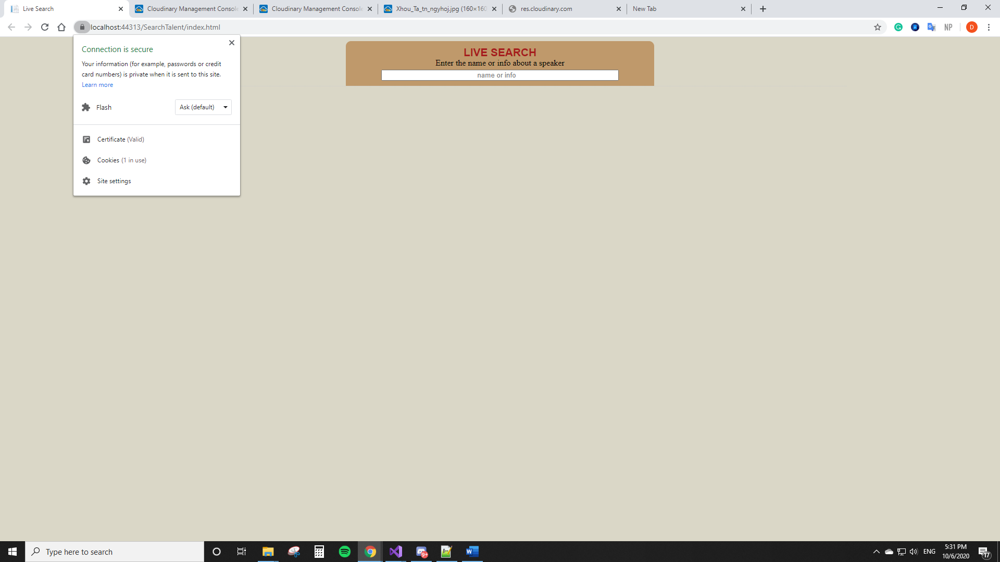 Live Search
Cloudinary Management Console
Cloudinary Management Console
Xhou_Ta_tn_ngyhoj.jpg (160×160
res.cloudinary.com
New Tab
localhost:44313/SearchTalent/index.html
NP
D
Connection is secure
Your information (for example, passwords or credit
card numbers) is private when it is sent to this site.
Learn more
Flash
Ask (default)
Certificate (Valid)
Cookies (1 in use)
Site settings
LIVE SEARCH
Enter the name or info about a speaker
name or info
Type here to search
9+
W
ENG
5:31 PM
10/6/2020
17